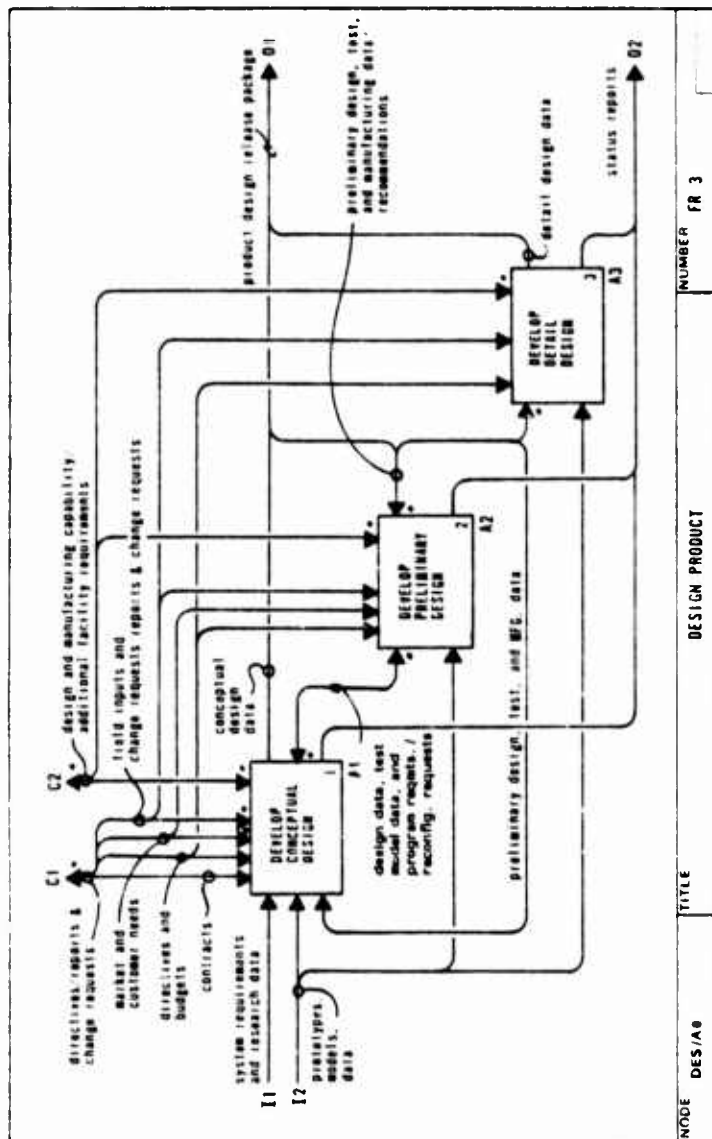 C1
C2
directives/reports &
change requests
design and manufacturing capability/
additional facility requirements
market and
customer needs
field inputs and
change requests/reports & change requests
directives and
budgets
contracts
system requirements
and research data
I1
I2
prototypes,
models,
data
DEVELOP
CONCEPTUAL
DESIGN
1
A1
conceptual
design
data
design data, test
model data, and
program reqmts./
reconfig. requests
DEVELOP
PRELIMINARY
DESIGN
2
A2
preliminary design, test, and MFG. data
product design release package
O1
preliminary design, test,
and manufacturing data/
recommendations
DEVELOP
DETAIL
DESIGN
3
A3
detail design data
status reports
O2
NODE DES/A0
TITLE
DESIGN PRODUCT
NUMBER FR 3